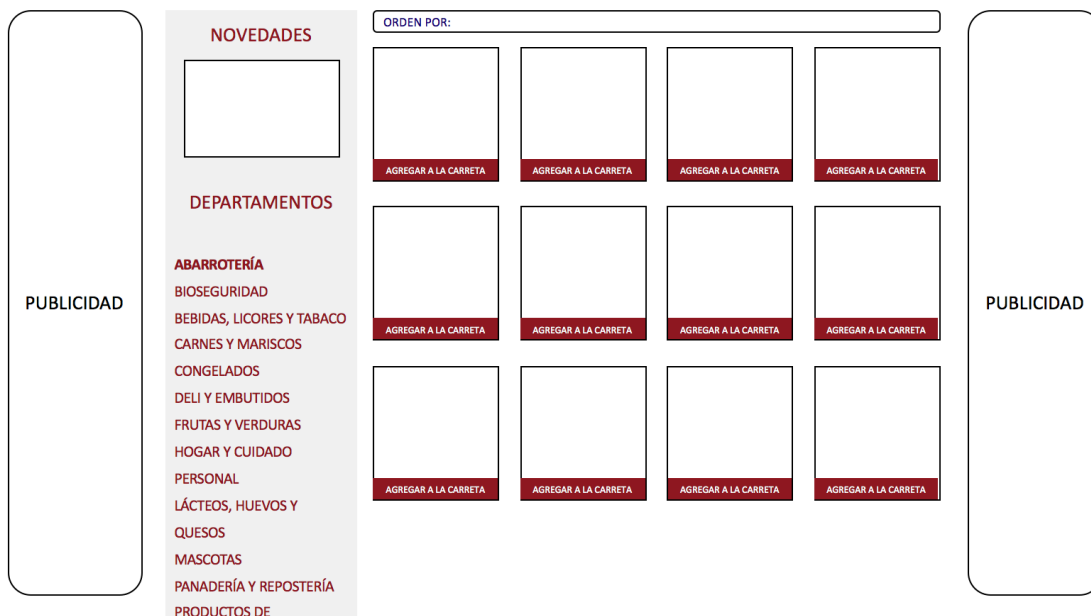 PUBLICIDAD
NOVEDADES
DEPARTAMENTOS
ABARROTERÍA
BIOSEGURIDAD
BEBIDAS, LICORES Y TABACO
CARNES Y MARISCOS
CONGELADOS
DELI Y EMBUTIDOS
FRUTAS Y VERDURAS
HOGAR Y CUIDADO
PERSONAL
LÁCTEOS, HUEVOS Y
QUESOS
MASCOTAS
PANADERÍA Y REPOSTERÍA
PRODUCTOS DE
ORDEN POR:
AGREGAR A LA CARRETA
AGREGAR A LA CARRETA
AGREGAR A LA CARRETA
AGREGAR A LA CARRETA
AGREGAR A LA CARRETA
AGREGAR A LA CARRETA
AGREGAR A LA CARRETA
AGREGAR A LA CARRETA
AGREGAR A LA CARRETA
AGREGAR A LA CARRETA
AGREGAR A LA CARRETA
AGREGAR A LA CARRETA
PUBLICIDAD